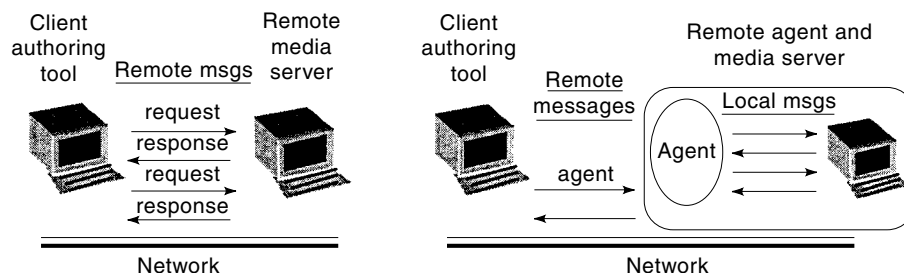 Client
authoring
tool
Remote msgs
Remote
media
server
request
response
request
response
Network
Client
authoring
tool
Remote
messages
agent
Remote agent and
media server
Local msgs
Agent
Network